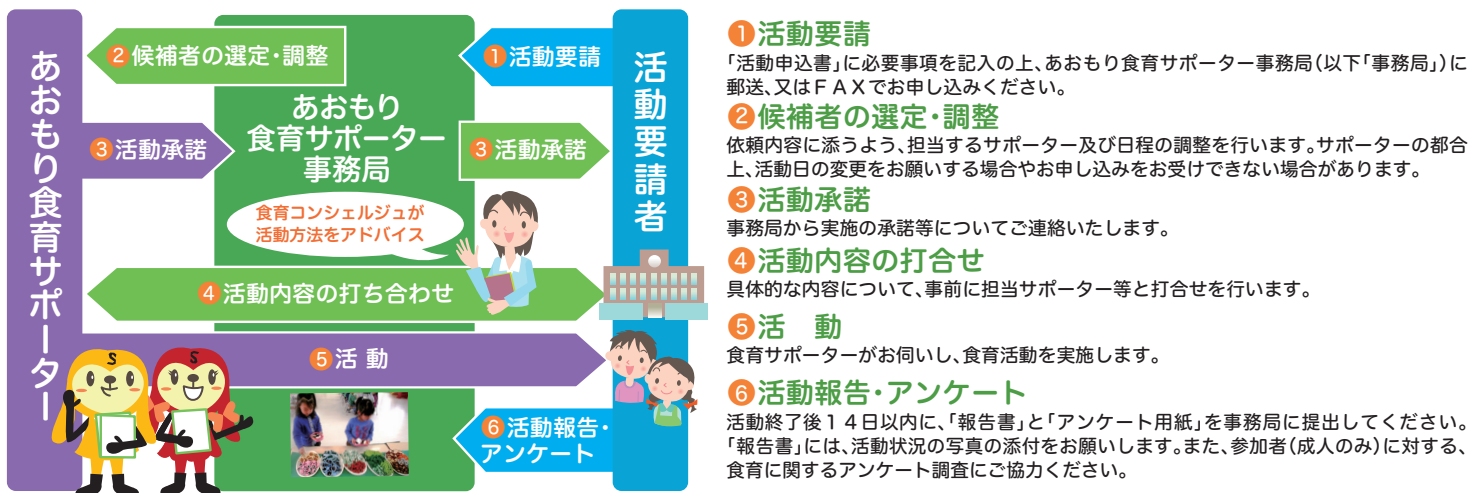 あおもり食育サポーター
❷候補者の選定・調整
❶活動要請
❸活動承諾
あおもり
食育サポーター
事務局
❸活動承諾
食育コンシェルジュが
活動方法をアドバイス
❹活動内容の打ち合わせ
❺活 動
❻活動報告・
アンケート
活動要請者
S
S
❶活動要請
「活動申込書」に必要事項を記入の上、あおもり食育サポーター事務局(以下「事務局」)に
郵送、又はFAXでお申し込みください。
❷候補者の選定・調整
依頼内容に添うよう、担当するサポーター及び日程の調整を行います。サポーターの都合
上、活動日の変更をお願いする場合やお申し込みをお受けできない場合があります。
❸活動承諾
事務局から実施の承諾等についてご連絡いたします。
❹活動内容の打合せ
具体的な内容について、事前に担当サポーター等と打合せを行います。
❺活　動
食育サポーターがお伺いし、食育活動を実施します。
❻活動報告・アンケート
活動終了後14日以内に、「報告書」と「アンケート用紙」を事務局に提出してください。
「報告書」には、活動状況の写真の添付をお願いします。また、参加者(成人のみ)に対する、
食育に関するアンケート調査にご協力ください。